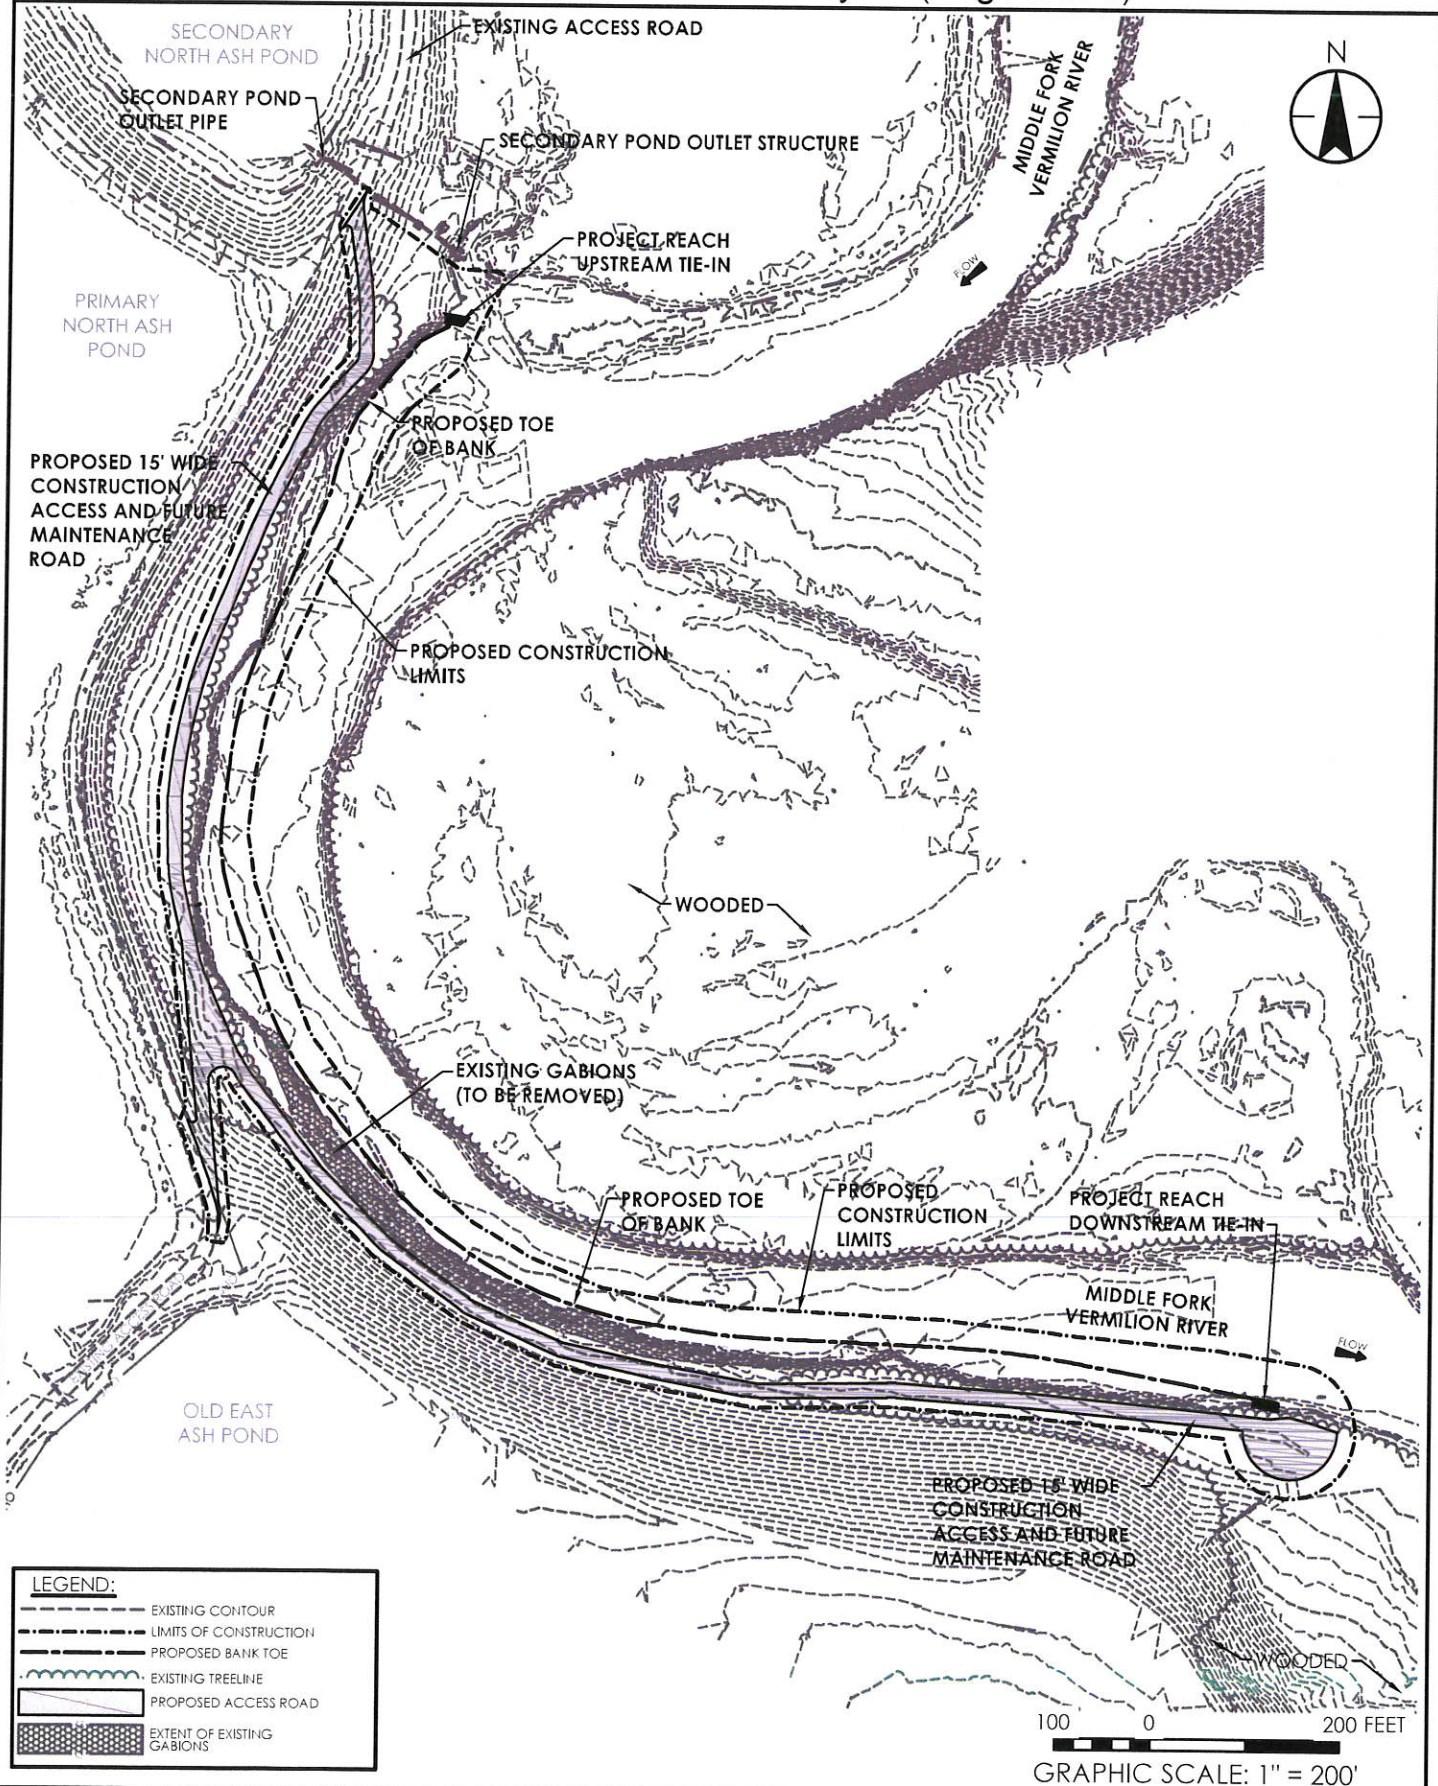 SECONDARY
NORTH ASH POND
EXISTING ACCESS ROAD
SECONDARY POND
OUTLET PIPE
SECONDARY POND OUTLET STRUCTURE
MIDDLE FORK
VERMILION RIVER
N
PROJECT REACH
UPSTREAM TIE-IN
FLOW
PRIMARY
NORTH ASH
POND
PROPOSED TOE
OF BANK
PROPOSED 15' WIDE
CONSTRUCTION
ACCESS AND FUTURE
MAINTENANCE
ROAD
PROPOSED CONSTRUCTION
LIMITS
WOODED
EXISTING GABIONS
(TO BE REMOVED)
PROPOSED TOE
OF BANK
PROPOSED
CONSTRUCTION
LIMITS
PROJECT REACH
DOWNSTREAM TIE-IN
MIDDLE FORK
VERMILION RIVER
FLOW
OLD EAST
ASH POND
PROPOSED 15' WIDE
CONSTRUCTION
ACCESS AND FUTURE
MAINTENANCE ROAD
WOODED
LEGEND:
EXISTING CONTOUR
LIMITS OF CONSTRUCTION
PROPOSED BANK TOE
EXISTING TREELINE
PROPOSED ACCESS ROAD
EXTENT OF EXISTING
GABIONS
100 0 200 FEET
GRAPHIC SCALE: 1" = 200'